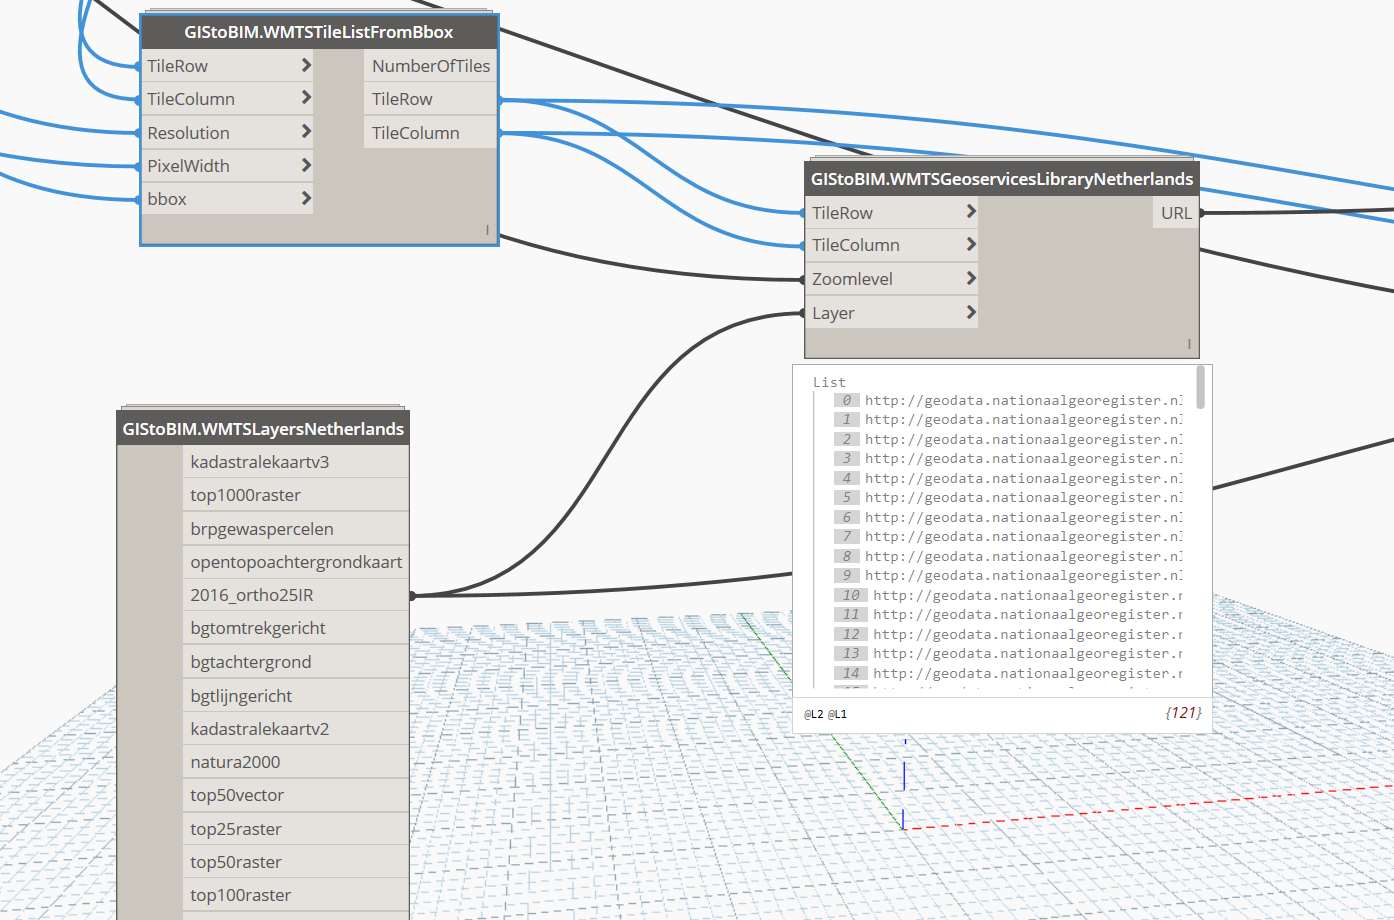 GIStoBIM.WMTSTileListFromBbox
TileRow
NumberOfTiles
TileColumn
TileRow
Resolution
TileColumn
PixelWidth
bbox
GIStoBIM.WMTSGeoservicesLibraryNetherlands
TileRow
URL
TileColumn
Zoomlevel
Layer
List
0 http://geodata.nationaalgeoregister.nl
1 http://geodata.nationaalgeoregister.nl
2 http://geodata.nationaalgeoregister.nl
3 http://geodata.nationaalgeoregister.nl
4 http://geodata.nationaalgeoregister.nl
5 http://geodata.nationaalgeoregister.nl
6 http://geodata.nationaalgeoregister.nl
7 http://geodata.nationaalgeoregister.nl
8 http://geodata.nationaalgeoregister.nl
9 http://geodata.nationaalgeoregister.nl
10 http://geodata.nationaalgeoregister.r
11 http://geodata.nationaalgeoregister.r
12 http://geodata.nationaalgeoregister.r
13 http://geodata.nationaalgeoregister.r
14 http://geodata.nationaalgeoregister.r
@L2 @L1
{121}
GIStoBIM.WMTSLayersNetherlands
kadastralekaartv3
top1000raster
brpgewaspercelen
opentopoachtergrondkaart
2016_ortho25IR
bgtomtrekgericht
bgtachtergrond
bgtlijngericht
kadastralekaartv2
natura2000
top50vector
top25raster
top50raster
top100raster